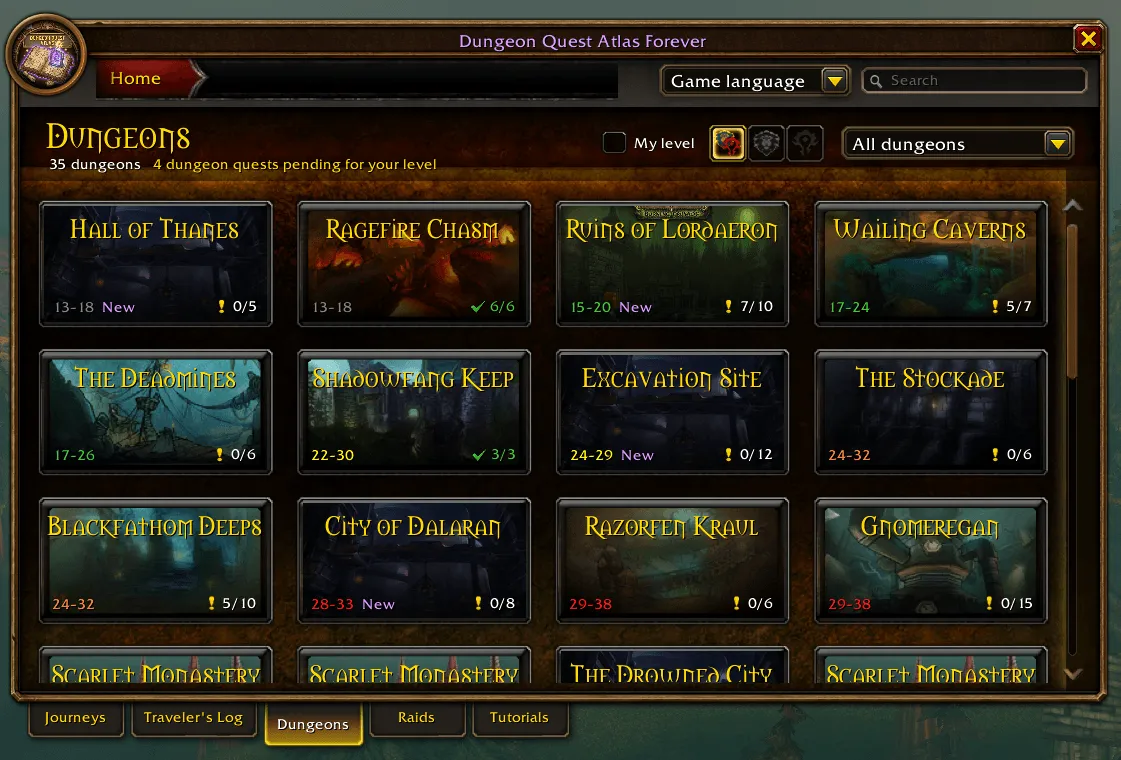 Dungeon Quest Atlas Forever
Home
Game language
Search
Dungeons
35 dungeons 4 dungeon quests pending for your level
My level
All dungeons
Hall of Thanes
13-18 New
0/5
Ragefire Chasm
13-18
6/6
Ruins of Lordaeron
15-20 New
7/10
Wailing Caverns
17-24
5/7
The Deadmines
17-26
0/6
Shadowfang Keep
22-30
3/3
Excavation Site
24-29 New
0/12
The Stockade
24-32
0/6
Blackfathom Deeps
24-32
5/10
City of Dalaran
28-33 New
0/8
Razorfen Kraul
29-38
0/6
Gnomeregan
29-38
0/15
Scarlet Monastery
Scarlet Monastery
The Drowned City
Scarlet Monastery
Journeys
Traveler's Log
Dungeons
Raids
Tutorials